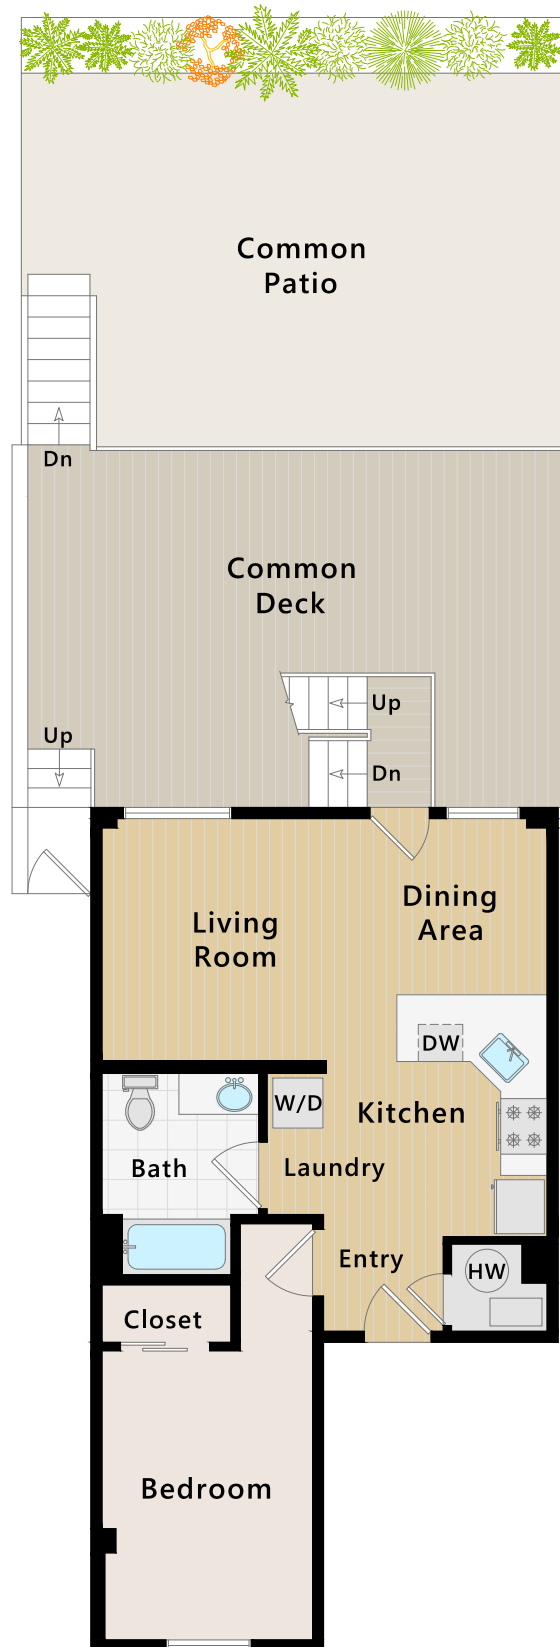 Common
Patio
Dn
Common
Deck
Up
Up
Dn
Living
Room
Dining
Area
DW
W/D
Kitchen
Bath
Laundry
Entry
HW
Closet
Bedroom